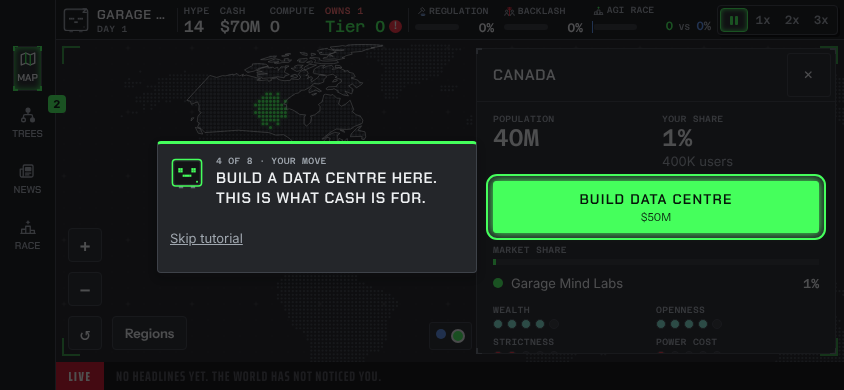 GARAGE ...
DAY 1
HYPE
14
CASH
$70M
COMPUTE
0
OWNS 1
Tier 0
!
REGULATION
0%
BACKLASH
0%
AGI RACE
0 vs 0%
1x
2x
3x
MAP
2
TREES
NEWS
RACE
CANADA
×
POPULATION
40M
YOUR SHARE
1%
400K users
4 OF 8 · YOUR MOVE
BUILD A DATA CENTRE HERE.
THIS IS WHAT CASH IS FOR.
Skip tutorial
BUILD DATA CENTRE
$50M
MARKET SHARE
Garage Mind Labs 1%
WEALTH
OPENNESS
STRICTNESS
POWER COST
+
−
↺
Regions
LIVE
NO HEADLINES YET. THE WORLD HAS NOT NOTICED YOU.